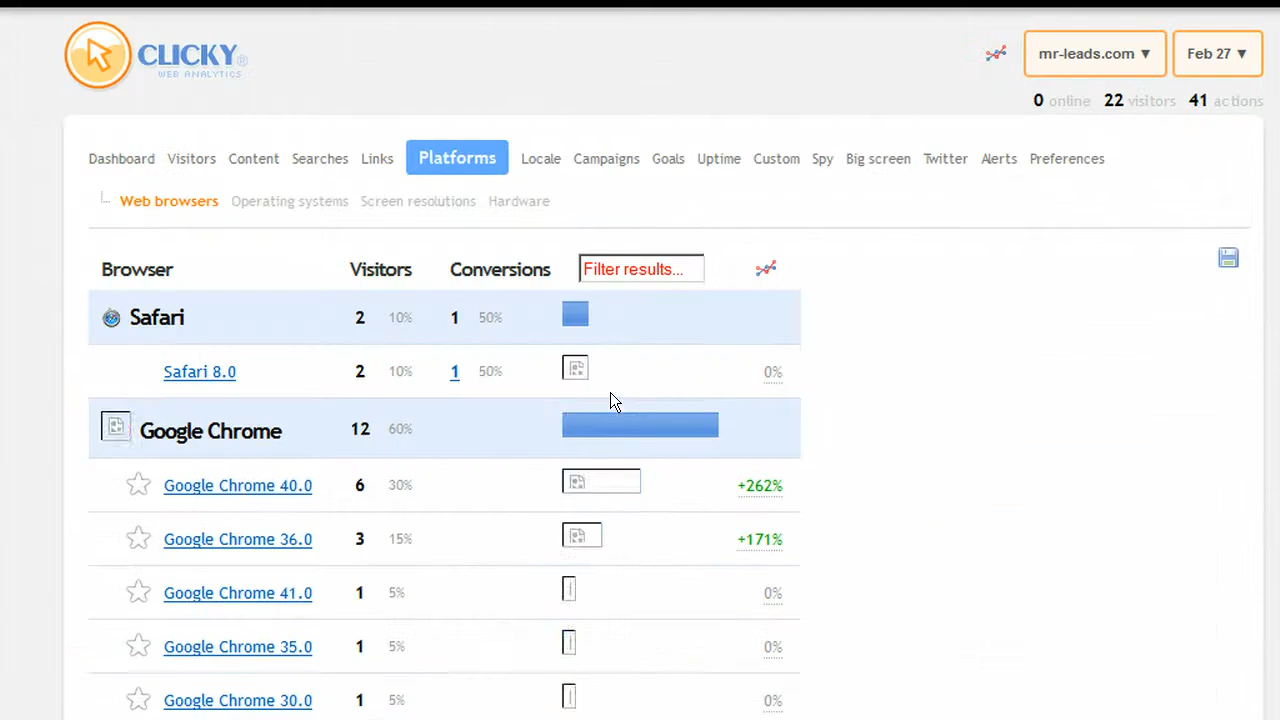 CLICKY®
WEB ANALYTICS
mr-leads.com ▼ Feb 27 ▼
0 online 22 visitors 41 actions
Dashboard Visitors Content Searches Links Platforms Locale Campaigns Goals Uptime Custom Spy Big screen Twitter Alerts Preferences
Web browsers Operating systems Screen resolutions Hardware
Browser Visitors Conversions Filter results...
Safari 2 10% 1 50%
Safari 8.0 2 10% 1 50% 0%
Google Chrome 12 60%
Google Chrome 40.0 6 30% +262%
Google Chrome 36.0 3 15% +171%
Google Chrome 41.0 1 5% 0%
Google Chrome 35.0 1 5% 0%
Google Chrome 30.0 1 5% 0%